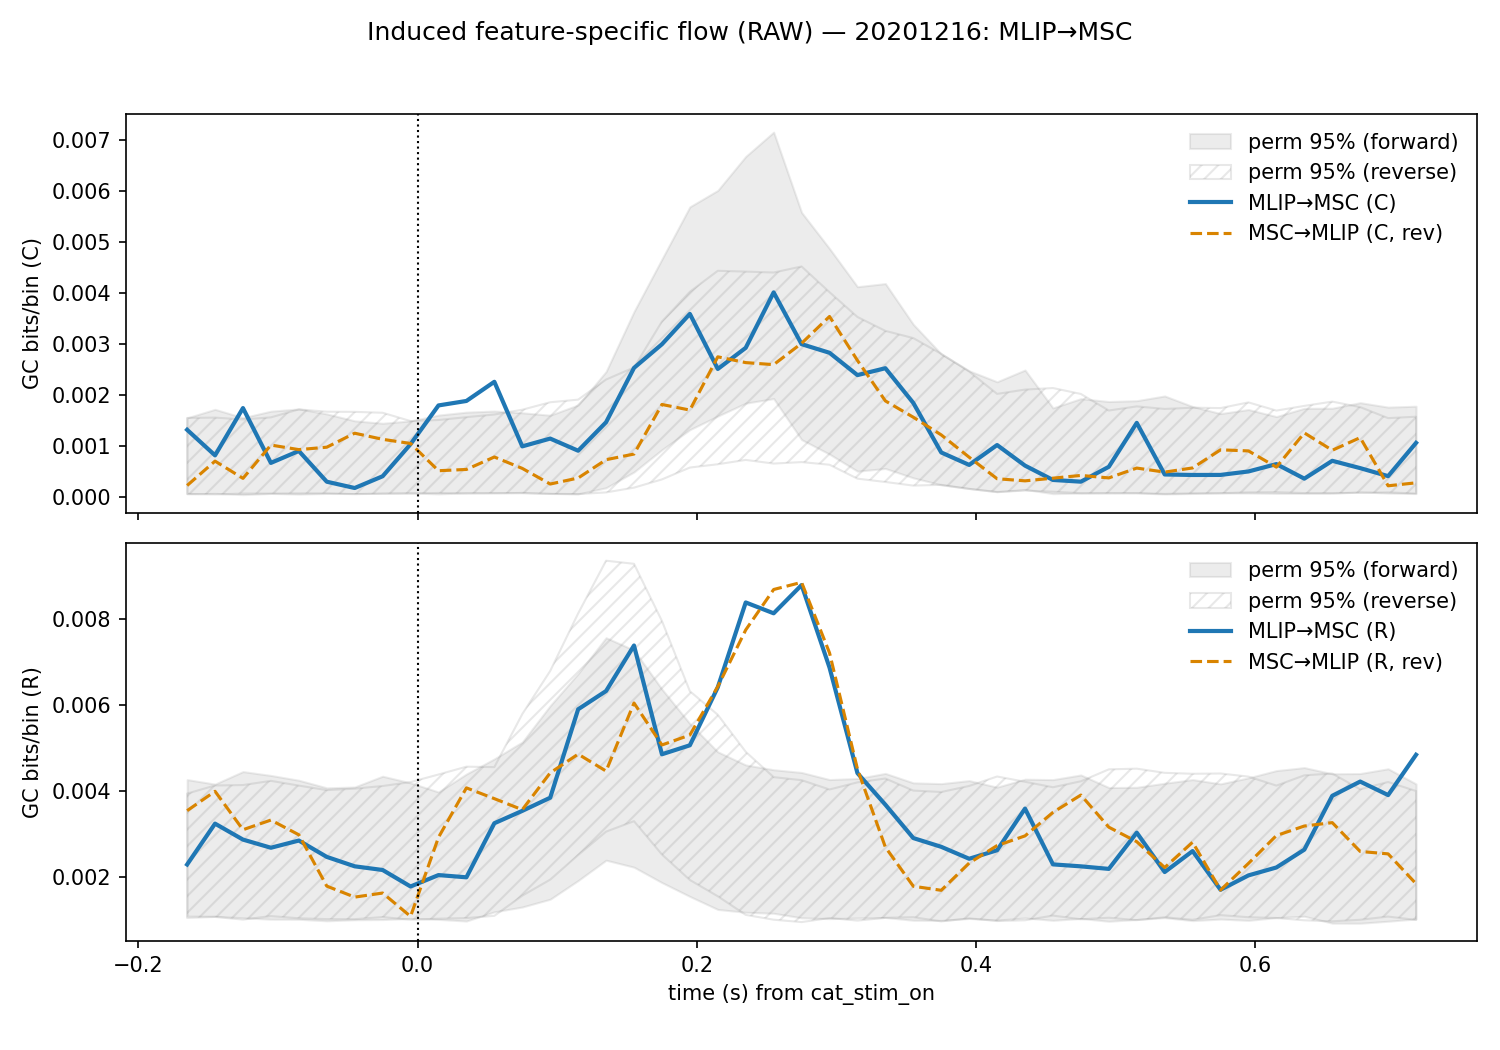 Induced feature-specific flow (RAW) — 20201216: MLIP→MSC
GC bits/bin (C)
0.007
0.006
0.005
0.004
0.003
0.002
0.001
0.000
perm 95% (forward)
perm 95% (reverse)
MLIP→MSC (C)
MSC→MLIP (C, rev)
GC bits/bin (R)
0.008
0.006
0.004
0.002
perm 95% (forward)
perm 95% (reverse)
MLIP→MSC (R)
MSC→MLIP (R, rev)
−0.2 0.0 0.2 0.4 0.6
time (s) from cat_stim_on